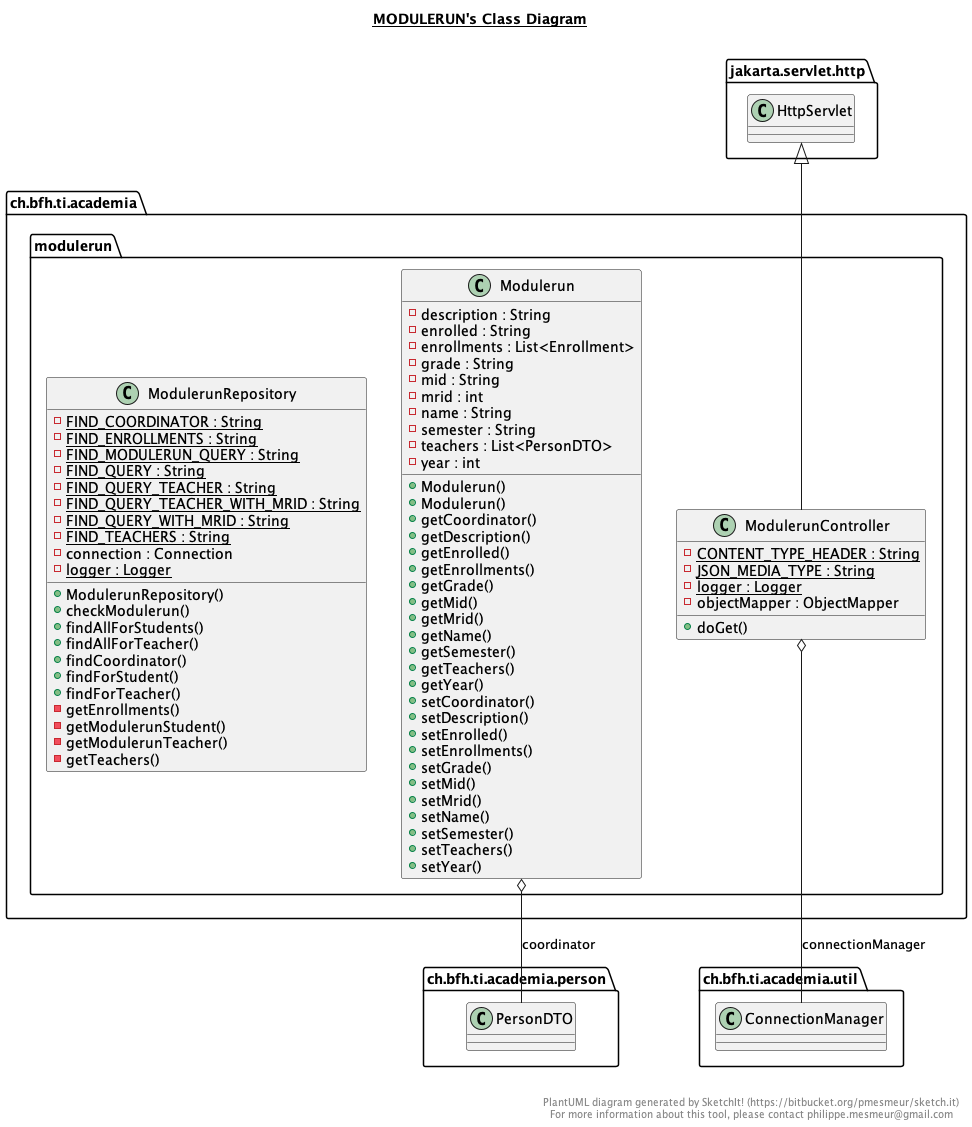 MODULERUN's Class Diagram
jakarta.servlet.http
C HttpServlet
ch.bfh.ti.academia
modulerun
C ModulerunRepository
FIND_COORDINATOR : String
FIND_ENROLLMENTS : String
FIND_MODULERUN_QUERY : String
FIND_QUERY : String
FIND_QUERY_TEACHER : String
FIND_QUERY_TEACHER_WITH_MRID : String
FIND_QUERY_WITH_MRID : String
FIND_TEACHERS : String
connection : Connection
logger : Logger
ModulerunRepository()
checkModulerun()
findAllForStudents()
findAllForTeacher()
findCoordinator()
findForStudent()
findForTeacher()
getEnrollments()
getModulerunStudent()
getModulerunTeacher()
getTeachers()
C Modulerun
description : String
enrolled : String
enrollments : List<Enrollment>
grade : String
mid : String
mrid : int
name : String
semester : String
teachers : List<PersonDTO>
year : int
Modulerun()
Modulerun()
getCoordinator()
getDescription()
getEnrolled()
getEnrollments()
getGrade()
getMid()
getMrid()
getName()
getSemester()
getTeachers()
getYear()
setCoordinator()
setDescription()
setEnrolled()
setEnrollments()
setGrade()
setMid()
setMrid()
setName()
setSemester()
setTeachers()
setYear()
C ModulerunController
CONTENT_TYPE_HEADER : String
JSON_MEDIA_TYPE : String
logger : Logger
objectMapper : ObjectMapper
doGet()
coordinator
connectionManager
ch.bfh.ti.academia.person
C PersonDTO
ch.bfh.ti.academia.util
C ConnectionManager
PlantUML diagram generated by SketchIt! (https://bitbucket.org/pmesmeur/sketch.it)
For more information about this tool, please contact philippe.mesmeur@gmail.com